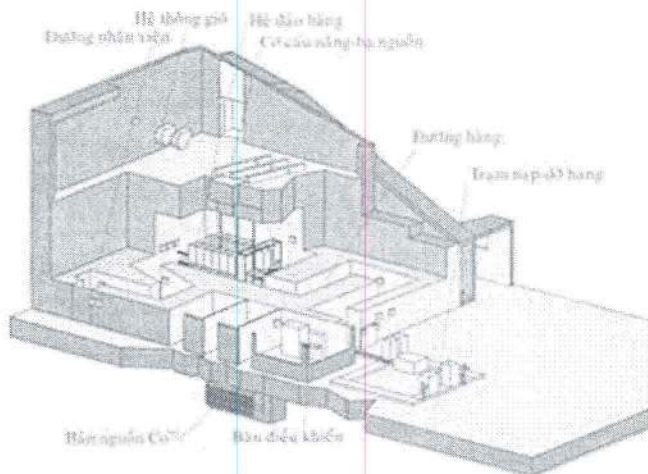 Hệ thống gió
Hệ đảo hàng
Đường nhân viên
Cơ cấu nâng-hạ nguồn
Đường hàng
Trạm nạp-dỡ hàng
Bàn điều khiển